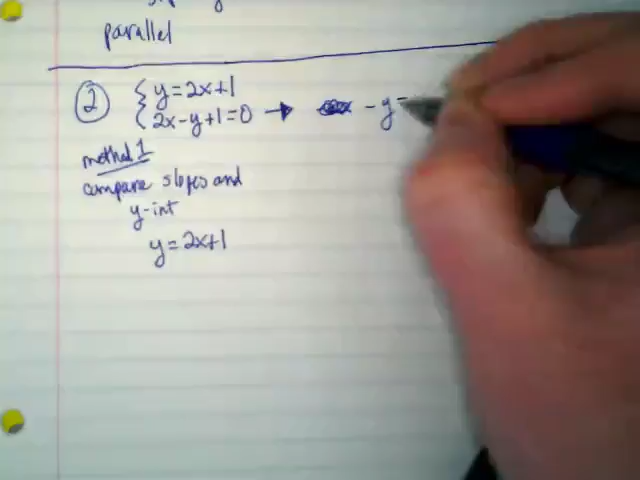 parallel
② { y = 2x+1
{ 2x-y+1=0 → -y
method 1
compare slopes and
y-int
y = 2x+1